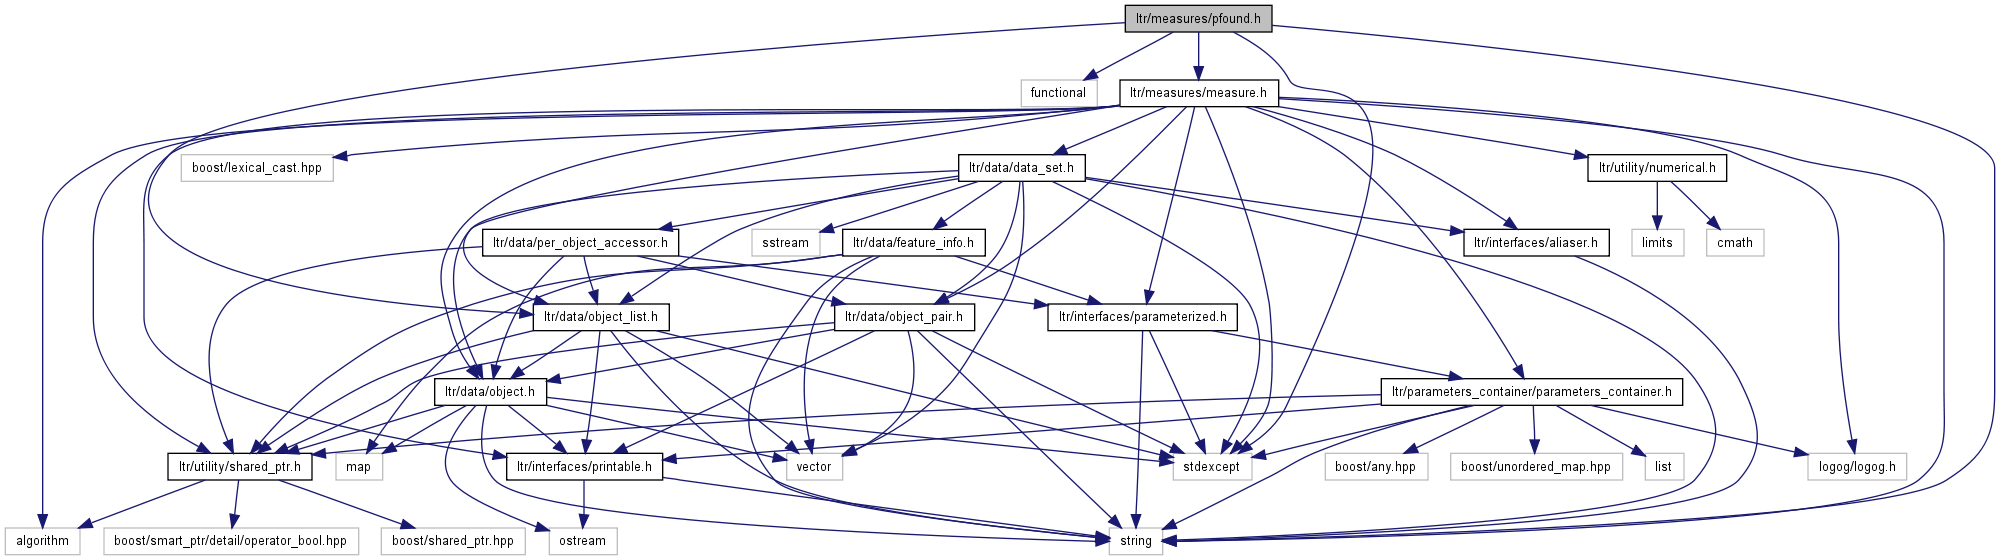 ltr/measures/pfound.h
functional
ltr/measures/measure.h
boost/lexical_cast.hpp
ltr/data/data_set.h
ltr/utility/numerical.h
ltr/data/per_object_accessor.h
sstream
ltr/data/feature_info.h
ltr/interfaces/aliaser.h
limits
cmath
ltr/data/object_list.h
ltr/data/object_pair.h
ltr/interfaces/parameterized.h
ltr/data/object.h
ltr/parameters_container/parameters_container.h
ltr/utility/shared_ptr.h
map
ltr/interfaces/printable.h
vector
stdexcept
boost/any.hpp
boost/unordered_map.hpp
list
logog/logog.h
algorithm
boost/smart_ptr/detail/operator_bool.hpp
boost/shared_ptr.hpp
ostream
string